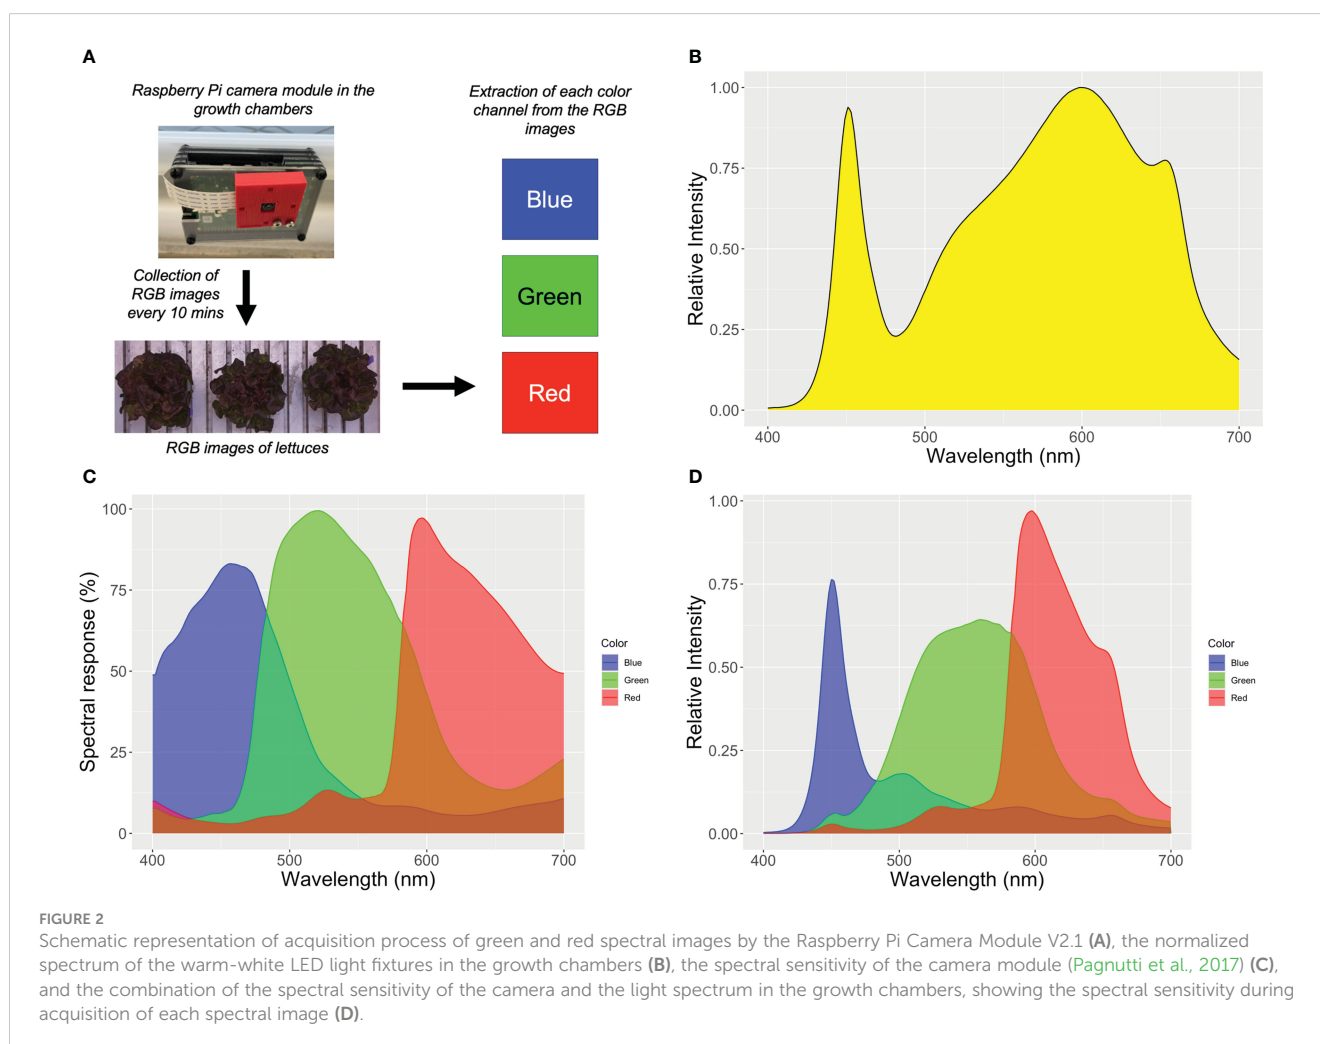 A
Raspberry Pi camera module in the
growth chambers
Collection of
RGB images
every 10 mins
RGB images of lettuces
Extraction of each color
channel from the RGB
images
Blue
Green
Red
B
Relative Intensity
1.00
0.75
0.50
0.25
0.00
400 500 600 700
Wavelength (nm)
C
Spectral response (%)
100
75
50
25
0
400 500 600 700
Wavelength (nm)
Color
Blue
Green
Red
D
Relative Intensity
1.00
0.75
0.50
0.25
0.00
400 500 600 700
Wavelength (nm)
Color
Blue
Green
Red
FIGURE 2
Schematic representation of acquisition process of green and red spectral images by the Raspberry Pi Camera Module V2.1 (A), the normalized
spectrum of the warm-white LED light fixtures in the growth chambers (B), the spectral sensitivity of the camera module (Pagnutti et al., 2017) (C),
and the combination of the spectral sensitivity of the camera and the light spectrum in the growth chambers, showing the spectral sensitivity during
acquisition of each spectral image (D).